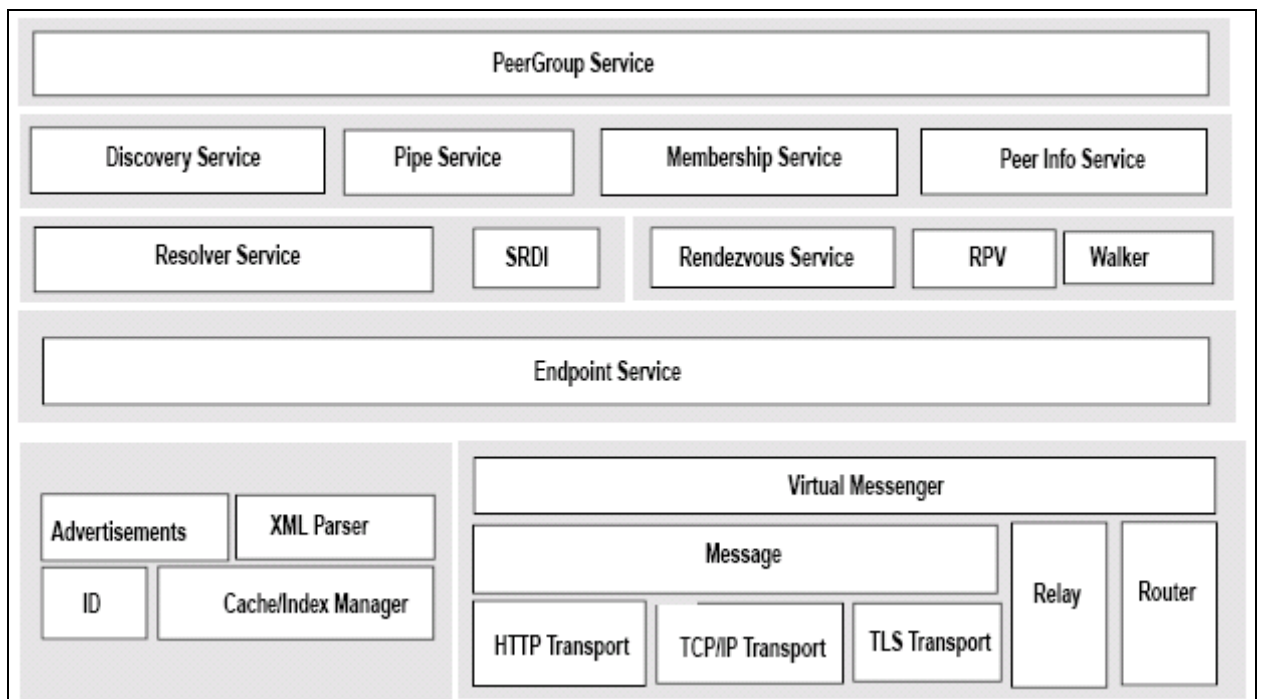 PeerGroup Service
Discovery Service
Pipe Service
Membership Service
Peer Info Service
Resolver Service
SRDI
Rendezvous Service
RPV
Walker
Endpoint Service
Advertisements
XML Parser
ID
Cache/Index Manager
Virtual Messenger
Message
HTTP Transport
TCP/IP Transport
TLS Transport
Relay
Router